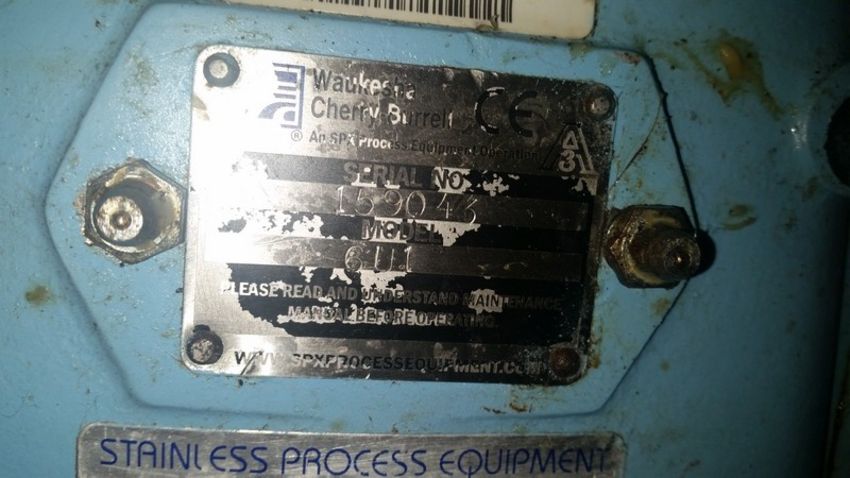 Waukesha
Cherry-Burrell
CE
® An SPX Process Equipment Operation
3A
SERIAL NO.
159043
MODEL
6U1
PLEASE READ AND UNDERSTAND MAINTENANCE
MANUAL BEFORE OPERATING.
WWW.SPXPROCESSEQUIPMENT.COM
STAINLESS PROCESS EQUIPMENT